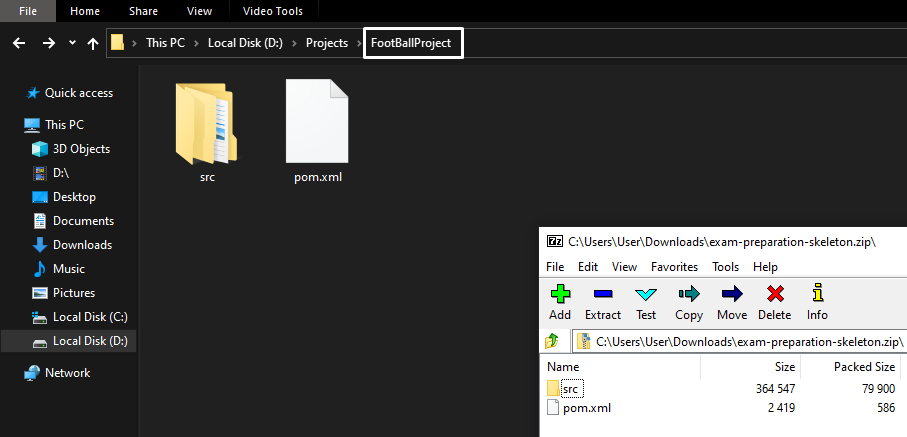 File Home Share View Video Tools
This PC Local Disk (D:) Projects FootBallProject
Quick access
This PC
3D Objects
D:\
Desktop
Documents
Downloads
Music
Pictures
Local Disk (C:)
Local Disk (D:)
Network
src pom.xml
7z C:\Users\User\Downloads\exam-preparation-skeleton.zip\
File Edit View Favorites Tools Help
Add Extract Test Copy Move Delete Info
C:\Users\User\Downloads\exam-preparation-skeleton.zip\
Name Size Packed Size
src 364 547 79 900
pom.xml 2 419 586